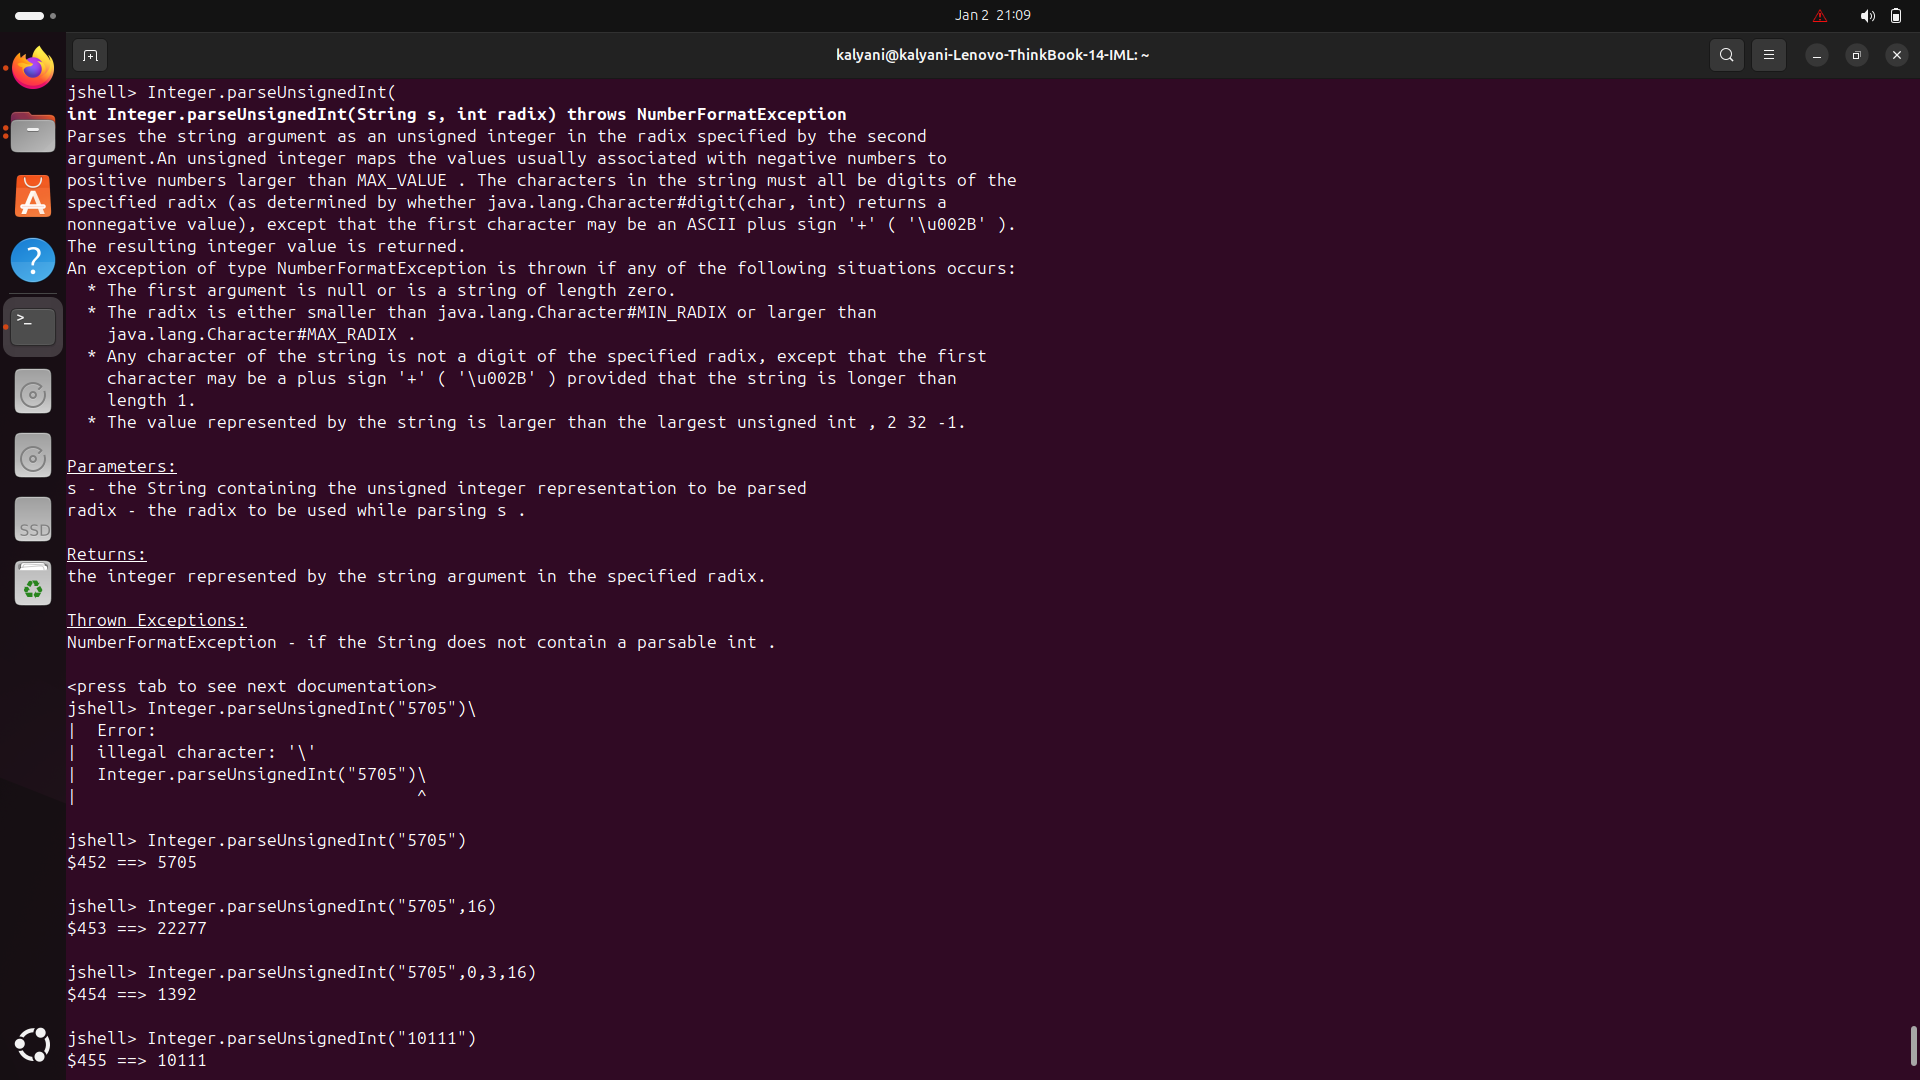 Jan 2 21:09
kalyani@kalyani-Lenovo-ThinkBook-14-IML: ~
jshell> Integer.parseUnsignedInt(
int Integer.parseUnsignedInt(String s, int radix) throws NumberFormatException
Parses the string argument as an unsigned integer in the radix specified by the second
argument.An unsigned integer maps the values usually associated with negative numbers to
positive numbers larger than MAX_VALUE . The characters in the string must all be digits of the
specified radix (as determined by whether java.lang.Character#digit(char, int) returns a
nonnegative value), except that the first character may be an ASCII plus sign '+' ( '\u002B' ).
The resulting integer value is returned.
An exception of type NumberFormatException is thrown if any of the following situations occurs:
  * The first argument is null or is a string of length zero.
  * The radix is either smaller than java.lang.Character#MIN_RADIX or larger than
    java.lang.Character#MAX_RADIX .
  * Any character of the string is not a digit of the specified radix, except that the first
    character may be a plus sign '+' ( '\u002B' ) provided that the string is longer than
    length 1.
  * The value represented by the string is larger than the largest unsigned int , 2 32 -1.
Parameters:
s - the String containing the unsigned integer representation to be parsed
radix - the radix to be used while parsing s .
Returns:
the integer represented by the string argument in the specified radix.
Thrown Exceptions:
NumberFormatException - if the String does not contain a parsable int .
<press tab to see next documentation>
jshell> Integer.parseUnsignedInt("5705")\
|  Error:
|  illegal character: '\'
|  Integer.parseUnsignedInt("5705")\
|                                  ^
jshell> Integer.parseUnsignedInt("5705")
$452 ==> 5705
jshell> Integer.parseUnsignedInt("5705",16)
$453 ==> 22277
jshell> Integer.parseUnsignedInt("5705",0,3,16)
$454 ==> 1392
jshell> Integer.parseUnsignedInt("10111")
$455 ==> 10111
SSD